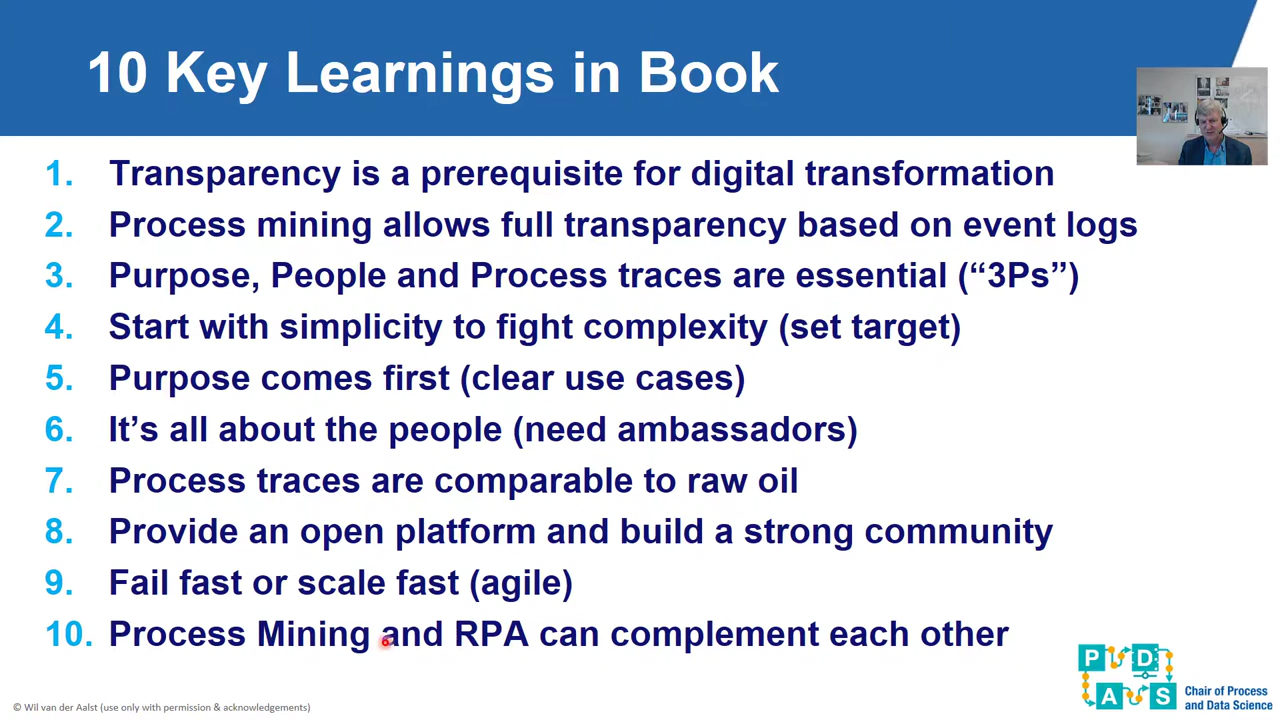 10 Key Learnings in Book
1. Transparency is a prerequisite for digital transformation
2. Process mining allows full transparency based on event logs
3. Purpose, People and Process traces are essential (“3Ps”)
4. Start with simplicity to fight complexity (set target)
5. Purpose comes first (clear use cases)
6. It’s all about the people (need ambassadors)
7. Process traces are comparable to raw oil
8. Provide an open platform and build a strong community
9. Fail fast or scale fast (agile)
10. Process Mining and RPA can complement each other
P D
A S
Chair of Process
and Data Science
© Wil van der Aalst (use only with permission & acknowledgements)